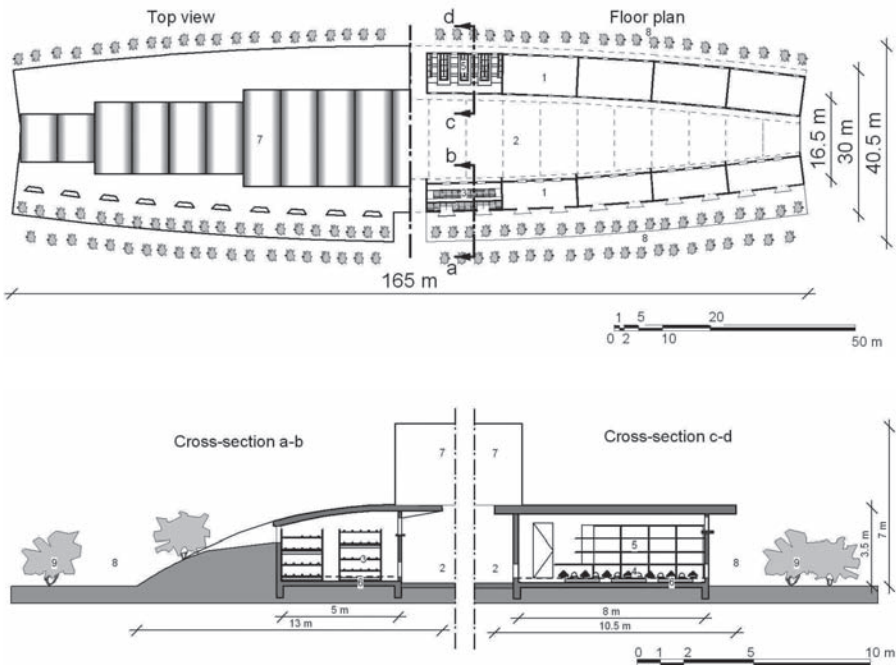 Top view
Floor plan
d
8
1
c
7
2
b
1
8
a
16.5 m
30 m
40.5 m
165 m
1 5 20
0 2 10 50 m
Cross-section a-b
Cross-section c-d
7
7
9
8
2
2
5
4
8
9
3.5 m
7 m
5 m
13 m
8 m
10.5 m
0 1 2 5 10 m